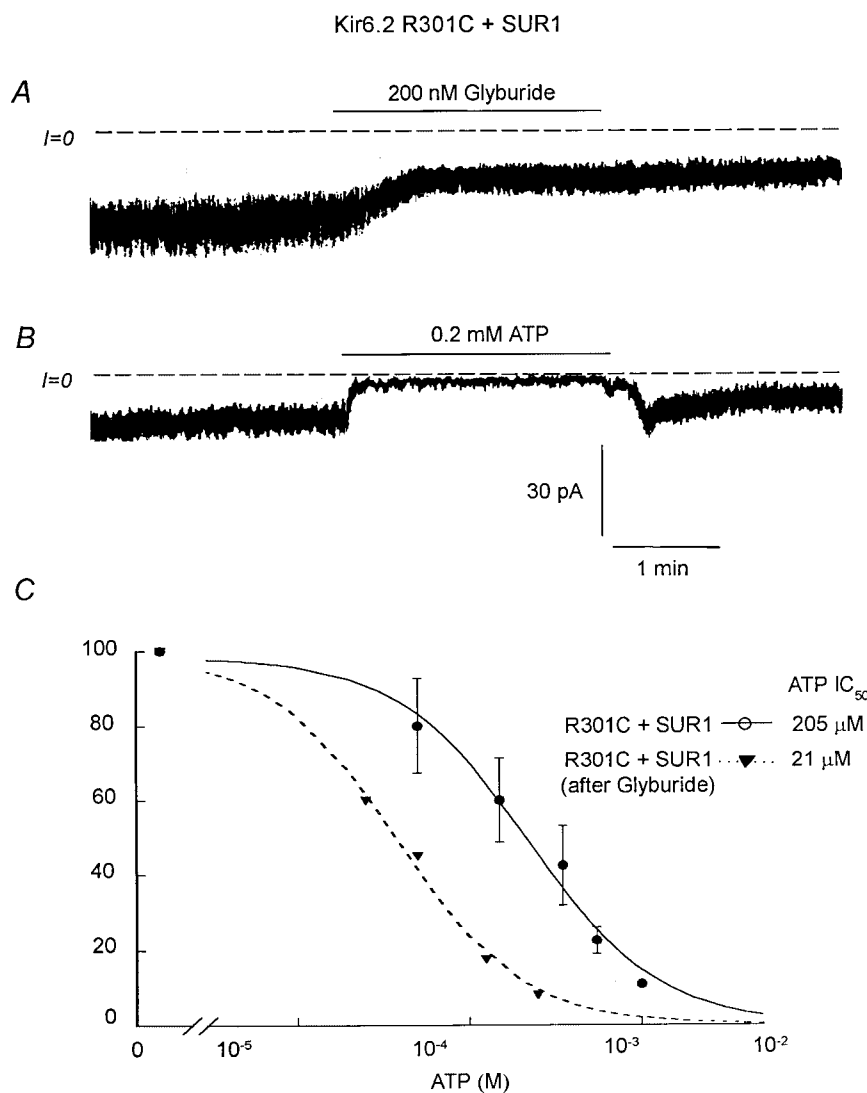 Kir6.2 R301C + SUR1
A
200 nM Glyburide
I=0
B
0.2 mM ATP
I=0
30 pA
1 min
C
100
80
60
40
20
0
ATP IC50
R301C + SUR1 205 μM
R301C + SUR1 21 μM
(after Glyburide)
0 10-5 10-4 10-3 10-2
ATP (M)